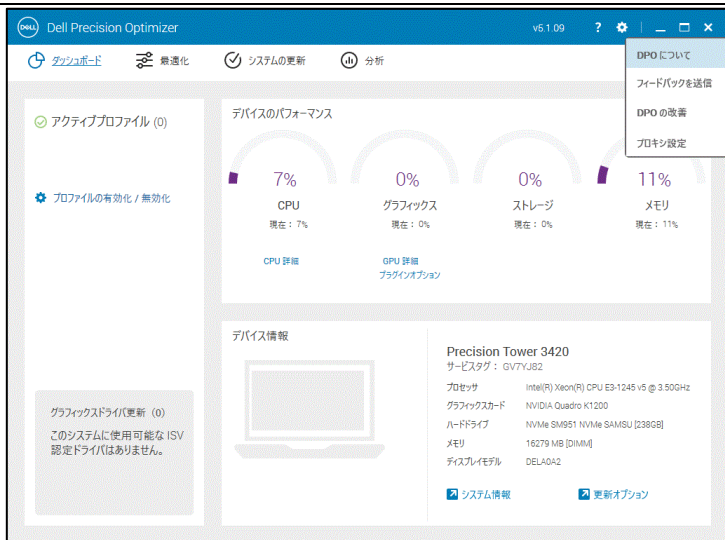 DELL Dell Precision Optimizer v5.1.09 ?
ダッシュボード 最適化 システムの更新 分析
DPO について
フィードバックを送信
DPO の改善
プロキシ設定
アクティブプロファイル (0)
プロファイルの有効化 / 無効化
グラフィックスドライバ更新 (0)
このシステムに使用可能な ISV
認定ドライバはありません。
デバイスのパフォーマンス
7% 0% 0% 11%
CPU グラフィックス ストレージ メモリ
現在： 7% 現在： 0% 現在： 0% 現在： 11%
CPU 詳細 GPU 詳細
プラグインオプション
デバイス情報
Precision Tower 3420
サービスタグ： GV7YJ82
プロセッサ Intel(R) Xeon(R) CPU E3-1245 v5 @ 3.50GHz
グラフィックスカード NVIDIA Quadro K1200
ハードドライブ NVMe SM951 NVMe SAMSU [238GB]
メモリ 16279 MB [DIMM]
ディスプレイモデル DELA0A2
システム情報 更新オプション